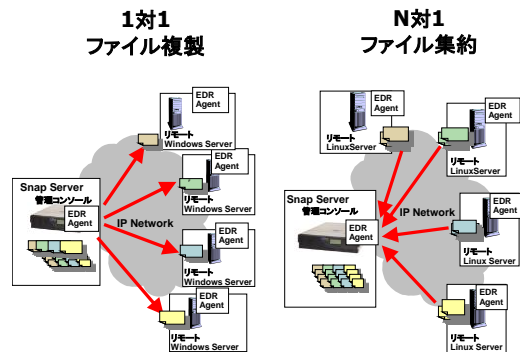 1対1
ファイル複製
EDR
Agent
リモート
Windows Server
EDR
Agent
リモート
Windows Server
EDR
Agent
リモート
Windows Server
EDR
Agent
リモート
Windows Server
Snap Server
管理コンソール
EDR
Agent
IP Network
N対1
ファイル集約
EDR
Agent
リモート
LinuxServer
EDR
Agent
リモート
LinuxServer
EDR
Agent
リモート
Linux Server
EDR
Agent
リモート
Linux Server
Snap Server
管理コンソール
EDR
Agent
IP Network